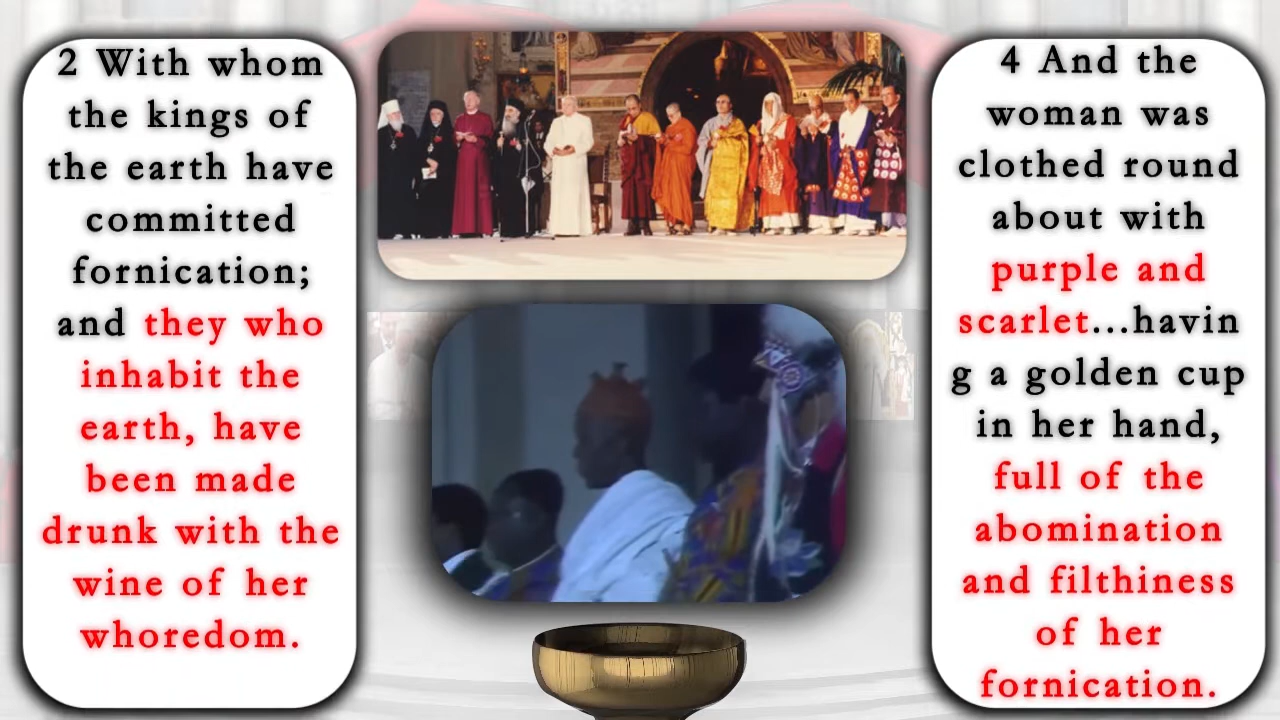 2 With whom
the kings of
the earth have
committed
fornication;
and they who
inhabit the
earth, have
been made
drunk with the
wine of her
whoredom.
4 And the
woman was
clothed round
about with
purple and
scarlet...havin
g a golden cup
in her hand,
full of the
abomination
and filthiness
of her
fornication.